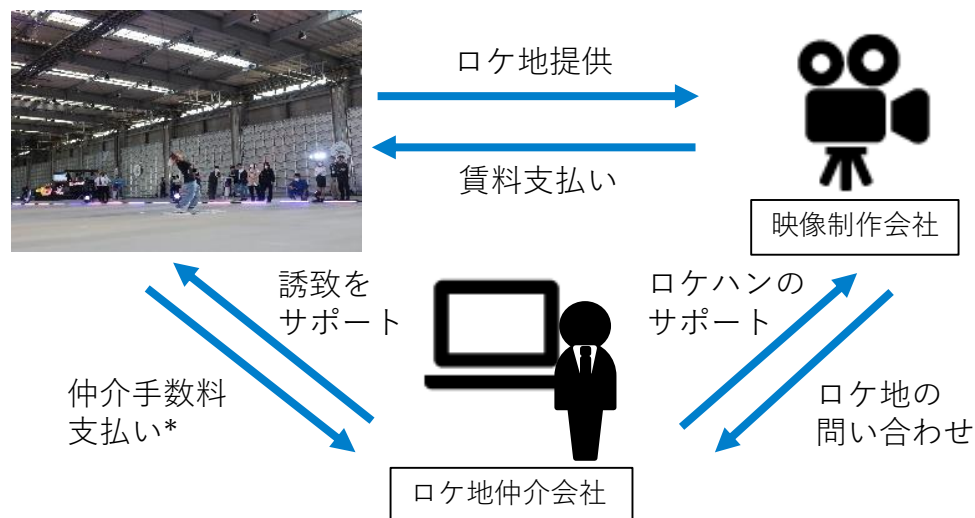 ロケ地提供
賃料支払い
映像制作会社
誘致を
サポート
ロケハンの
サポート
仲介手数料
支払い*
ロケ地の
問い合わせ
ロケ地仲介会社